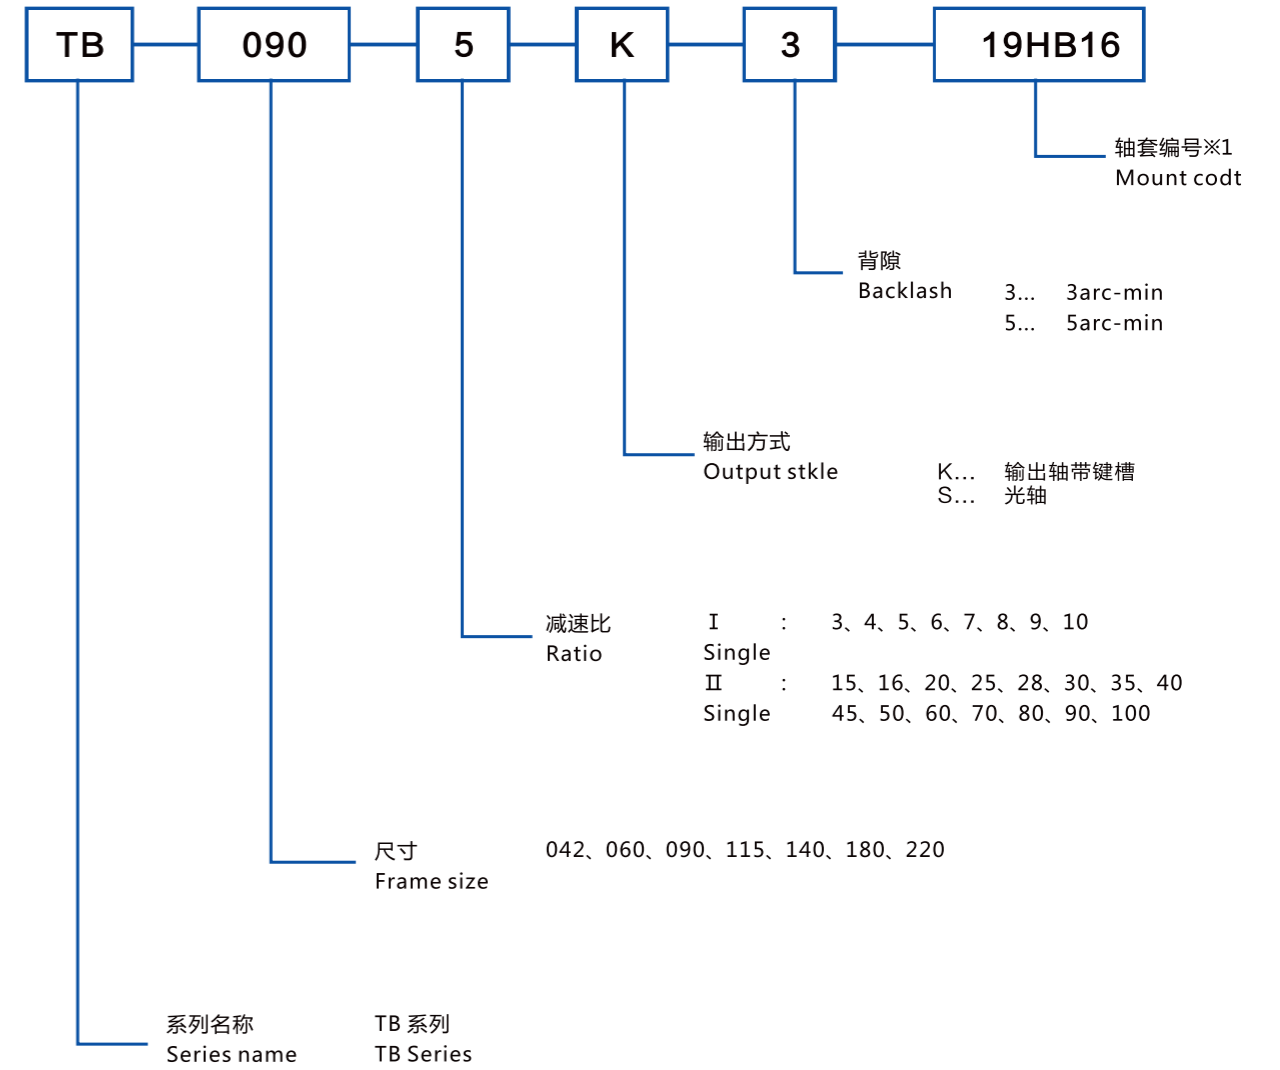 TB 090 5 K 3 19HB16
轴套编号※1
Mount codt
背隙
Backlash
3... 3arc-min
5... 5arc-min
输出方式
Output stkle
K... 输出轴带键槽
S... 光轴
减速比
Ratio
Ⅰ : 3、4、5、6、7、8、9、10
Single
Ⅱ : 15、16、20、25、28、30、35、40
Single 45、50、60、70、80、90、100
尺寸 042、060、090、115、140、180、220
Frame size
系列名称 TB 系列
Series name TB Series